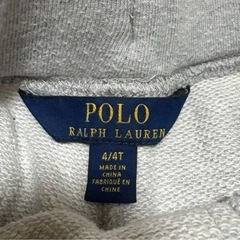 POLO
RALPH LAUREN
4/4T
MADE IN
CHINA
FABRIQUÉ EN
CHINE